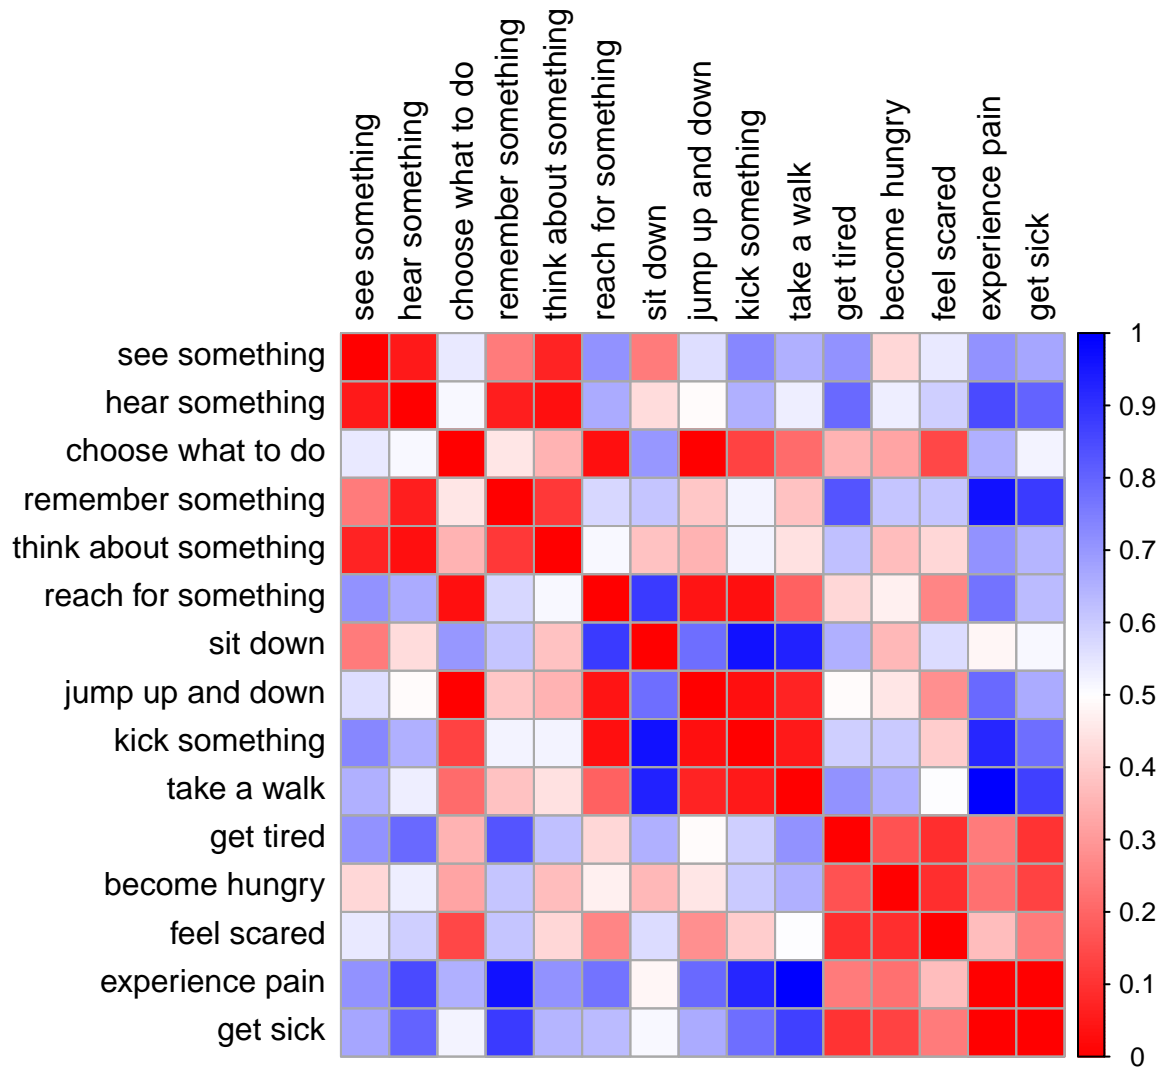 see something
hear something
choose what to do
remember something
think about something
reach for something
sit down
jump up and down
kick something
take a walk
get tired
become hungry
feel scared
experience pain
get sick
see something
hear something
choose what to do
remember something
think about something
reach for something
sit down
jump up and down
kick something
take a walk
get tired
become hungry
feel scared
experience pain
get sick
1
0.9
0.8
0.7
0.6
0.5
0.4
0.3
0.2
0.1
0